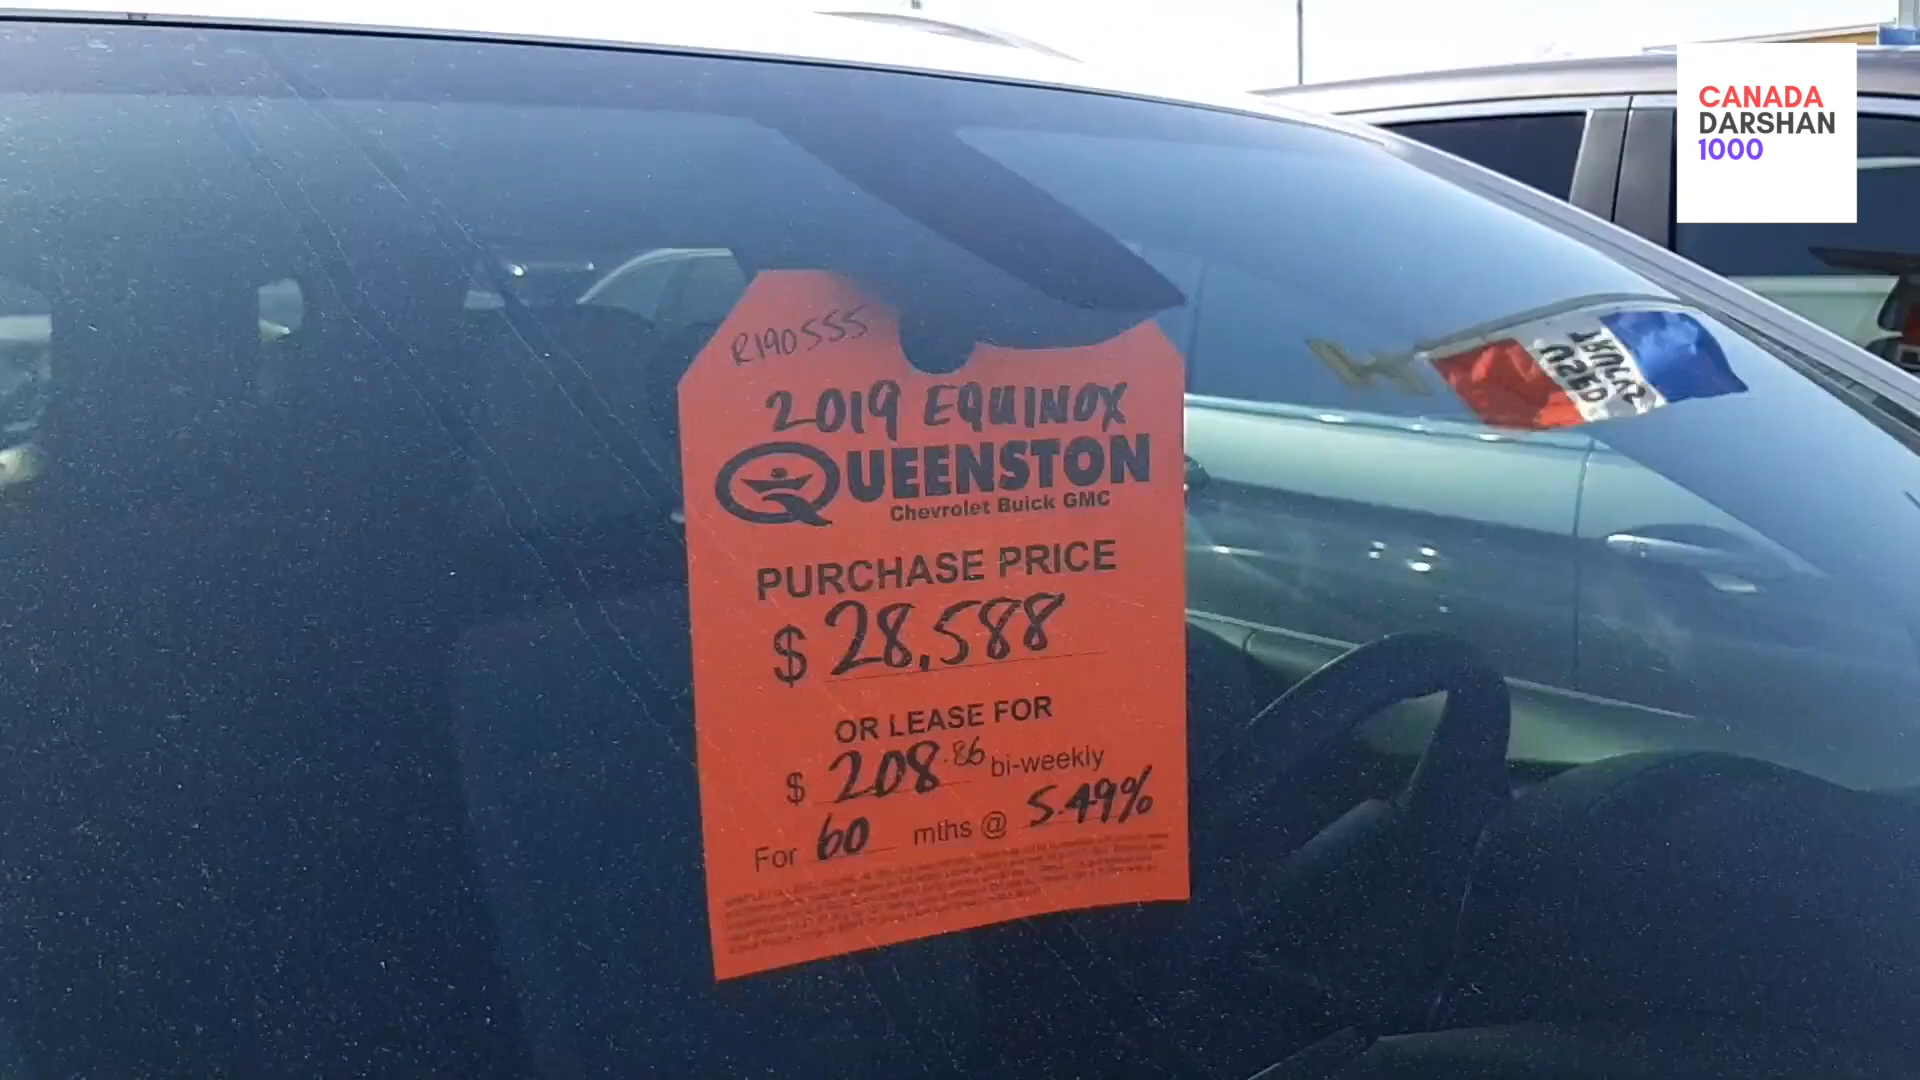 CANADA
DARSHAN
1000
TRUCKS
USED
R190555
2019 EQUINOX
QUEENSTON
Chevrolet Buick GMC
PURCHASE PRICE
$ 28,588
OR LEASE FOR
$ 208.86 bi-weekly
For 60 mths @ 5.49%